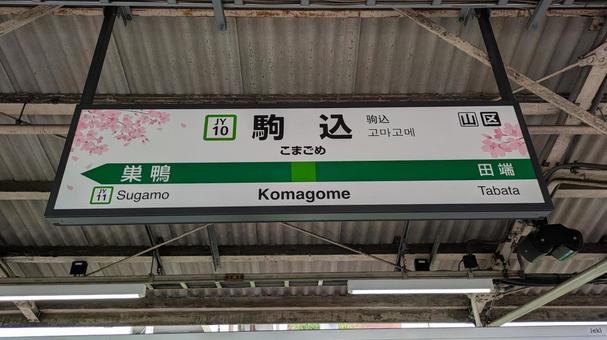 JY
10
駒込
こまごめ
駒込
고마고메
山区
巣鴨
田端
JY
11
Sugamo
Komagome
Tabata
jeki